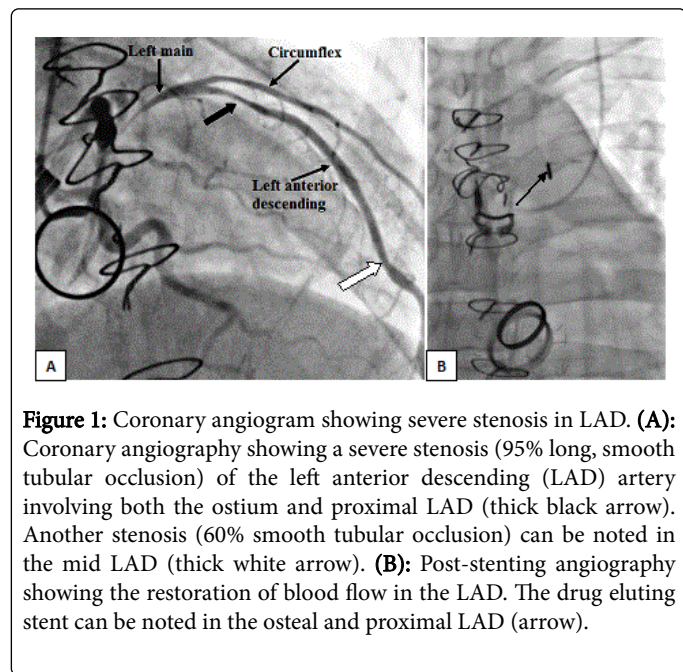 Left main
Circumflex
Left anterior
descending
A
B
Figure 1: Coronary angiogram showing severe stenosis in LAD. (A):
Coronary angiography showing a severe stenosis (95% long, smooth
tubular occlusion) of the left anterior descending (LAD) artery
involving both the ostium and proximal LAD (thick black arrow).
Another stenosis (60% smooth tubular occlusion) can be noted in
the mid LAD (thick white arrow). (B): Post-stenting angiography
showing the restoration of blood flow in the LAD. The drug eluting
stent can be noted in the osteal and proximal LAD (arrow).